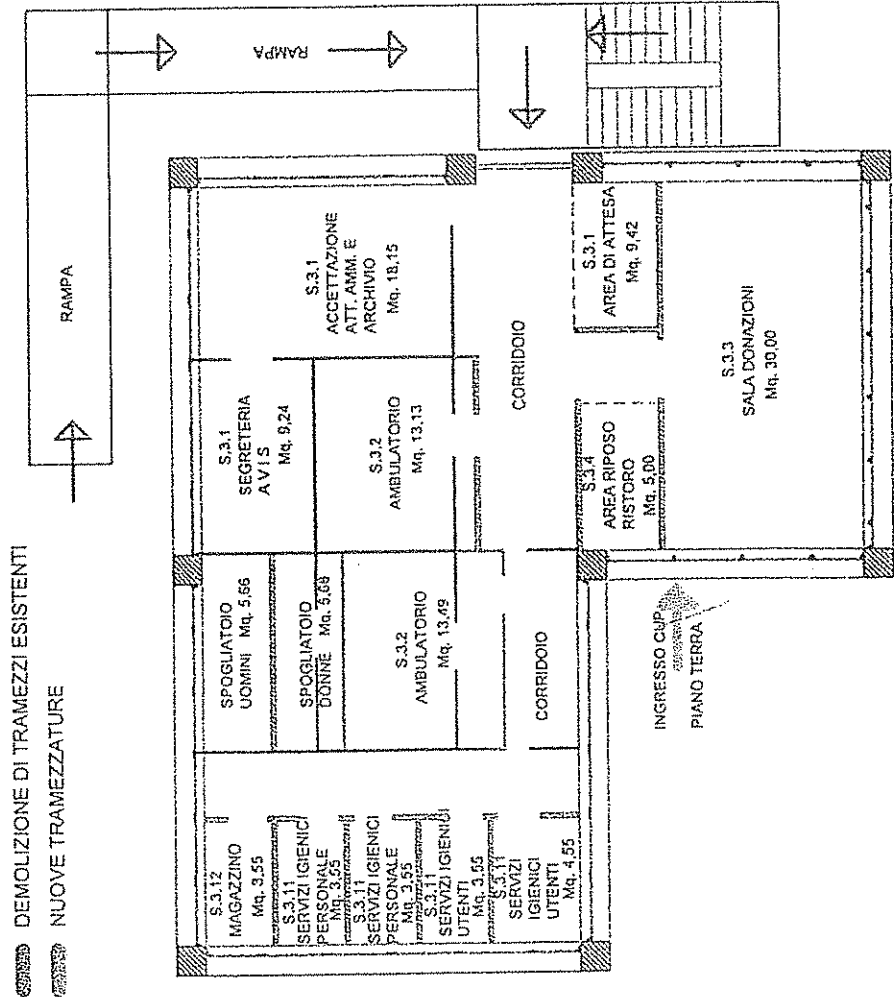 DEMOLIZIONE DI TRAMEZZI ESISTENTI
NUOVE TRAMEZZATURE
RAMPA
RAMPA
S.3.1
ACCETTAZIONE
ATT. AMM. E
ARCHIVIO
Mq. 18,15
S.3.1
SEGRETERIA
A V I S
Mq. 9,24
S.3.2
AMBULATORIO
Mq. 13,13
SPOGLIATOIO
UOMINI Mq. 5,66
SPOGLIATOIO
DONNE Mq. 5,68
S.3.2
AMBULATORIO
Mq. 13,49
CORRIDOIO
CORRIDOIO
S.3.1
AREA DI ATTESA
Mq. 9,42
S.3.4
AREA RIPOSO
RISTORO
Mq. 5,00
S.3.3
SALA DONAZIONI
Mq. 30,00
S.3.12
MAGAZZINO
Mq. 3,55
S.3.11
SERVIZI IGIENICI
PERSONALE
Mq. 3,55
S.3.11
SERVIZI IGIENICI
PERSONALE
Mq. 3,55
S.3.11
SERVIZI IGIENICI
UTENTI
Mq. 3,55
S.3.11
SERVIZI
IGIENICI
UTENTI
Mq. 4,55
INGRESSO CUP
PIANO TERRA